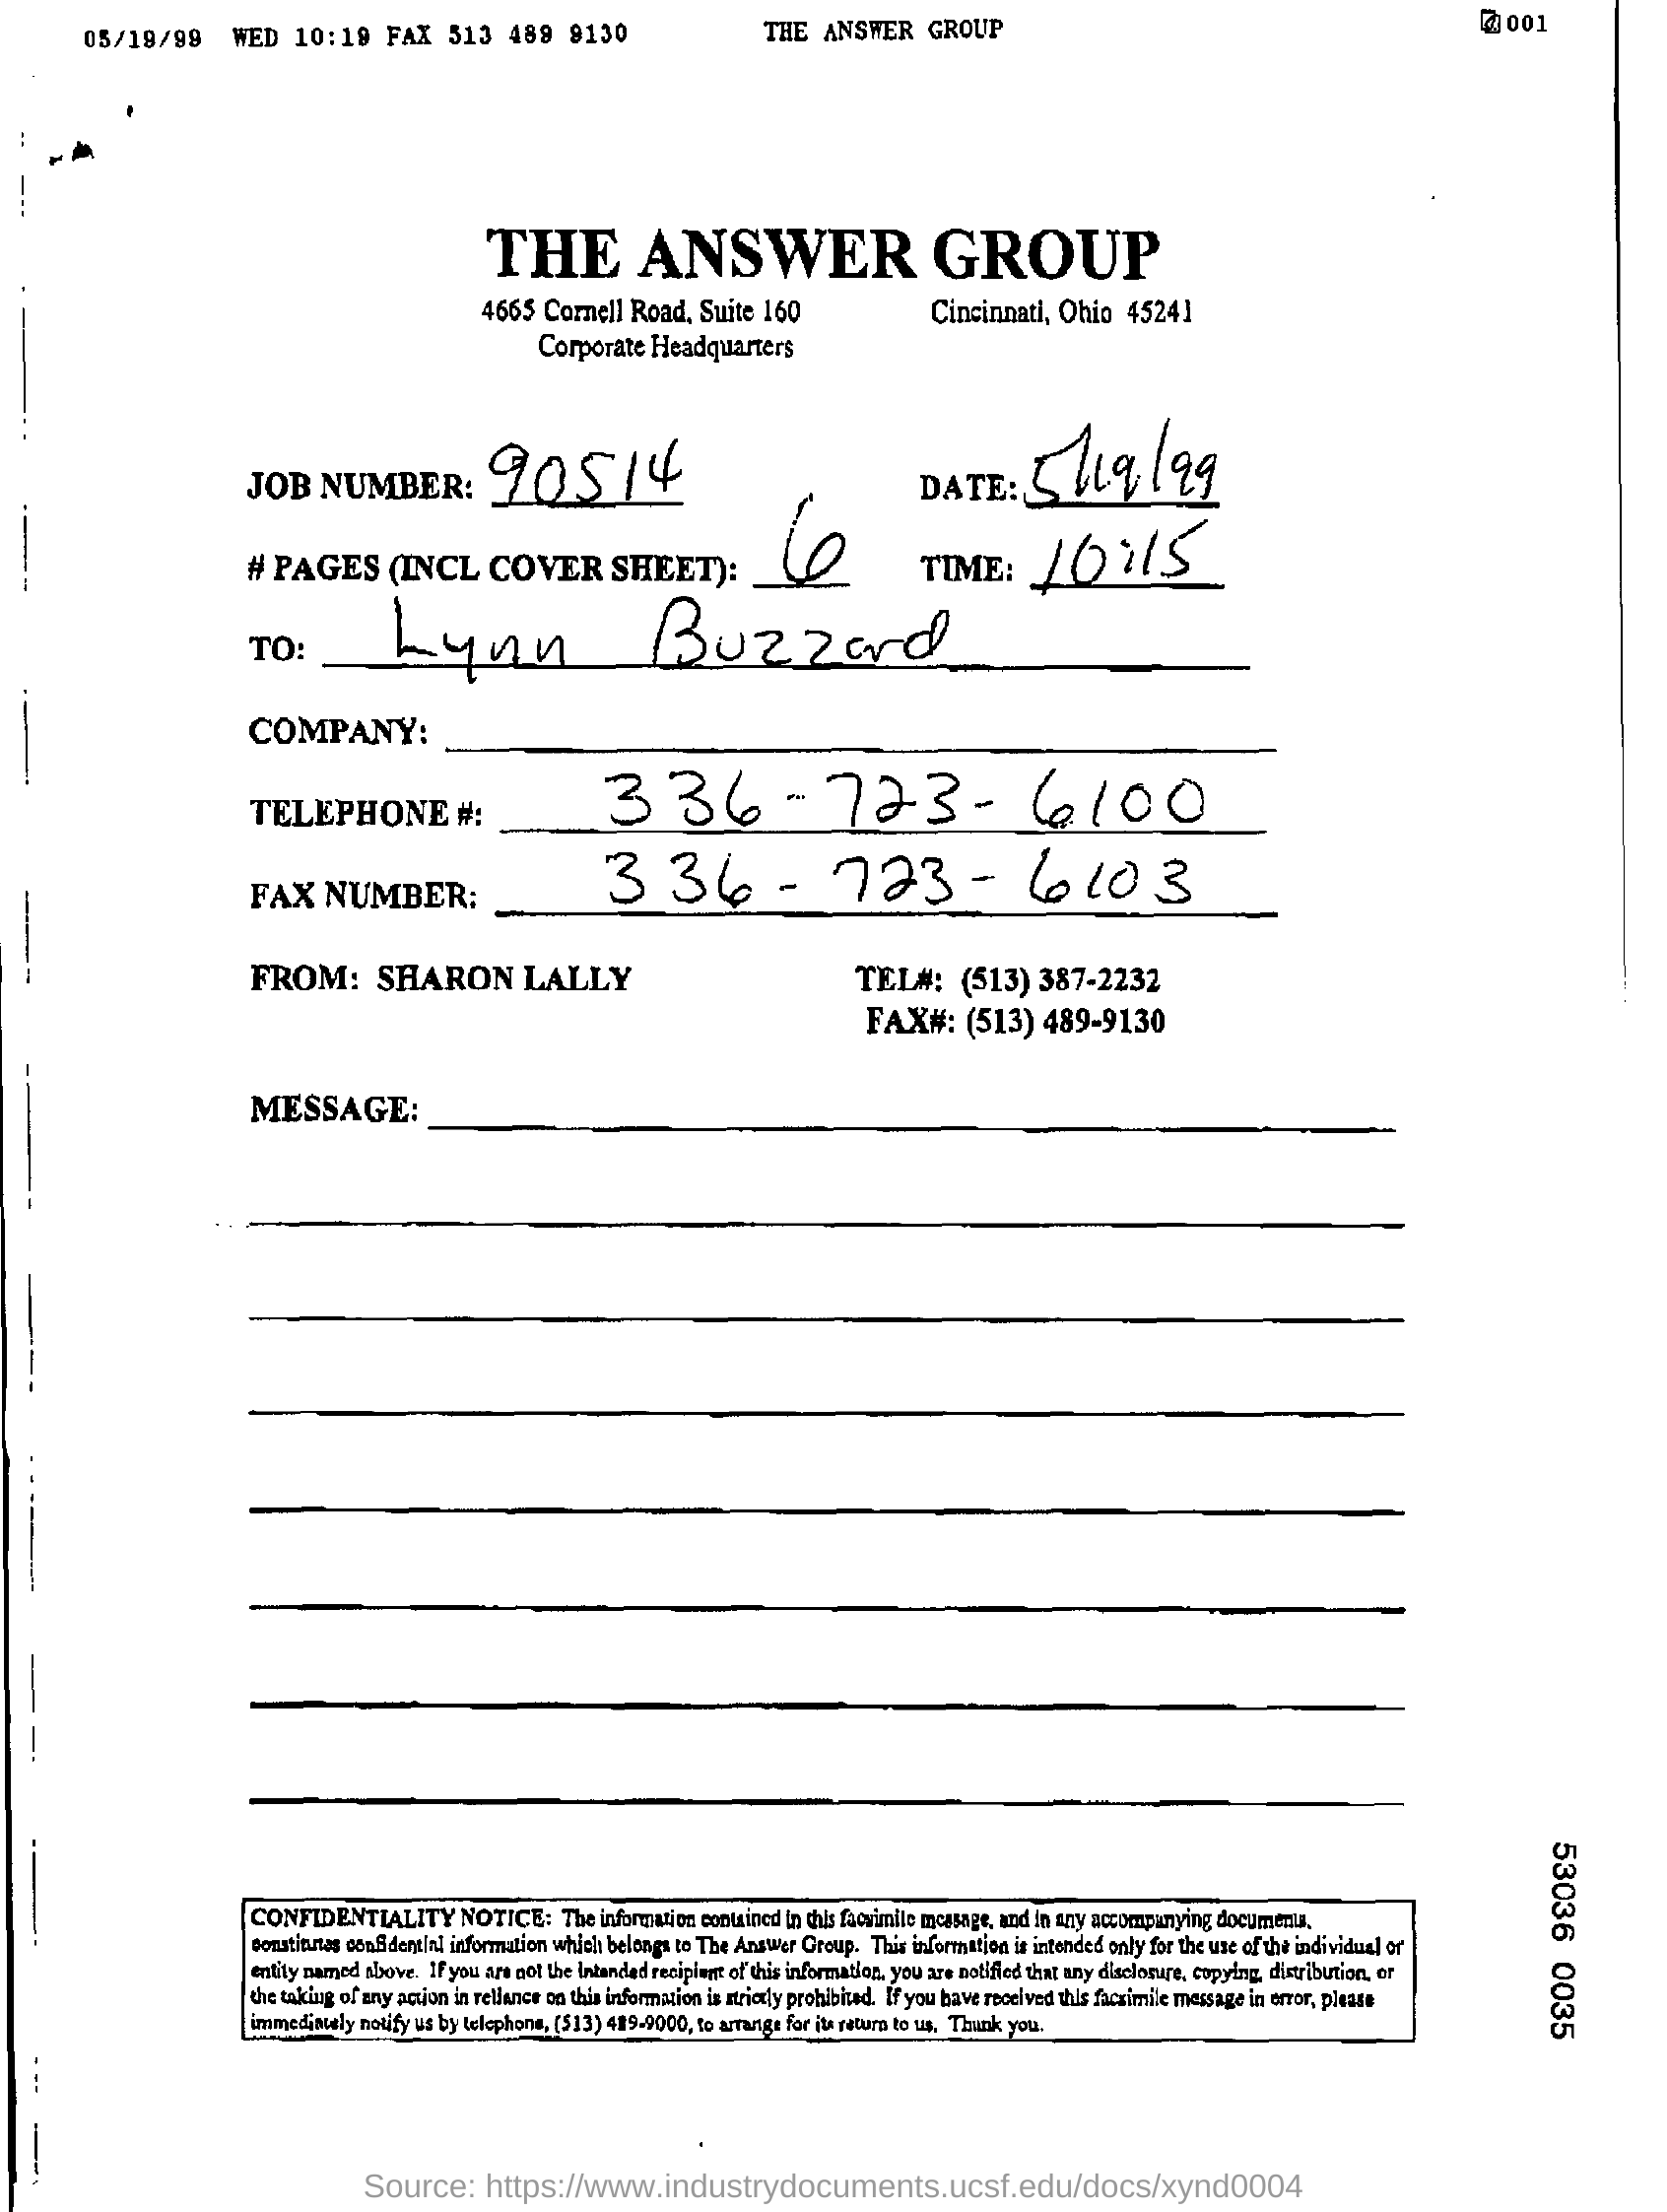 05/19/99 WED 10:19 FAX 513 489 9130 THE ANSWER GROUP 001
THE ANSWER GROUP
4665 Cornell Road, Suite 160 Cincinnati, Ohio 45241
Corporate Headquarters
JOB NUMBER: 90514 DATE: 5/19/99
# PAGES (INCL COVER SHEET): 6 TIME: 10:15
TO: Lynn Buzzard
COMPANY:
TELEPHONE #: 336-723-6100
FAX NUMBER: 336-723-6103
FROM: SHARON LALLY TEL#: (513) 387-2232
FAX#: (513) 489-9130
MESSAGE:
CONFIDENTIALITY NOTICE: The information contained in this facsimile message, and in any accompanying documents,
constitutes confidential information which belongs to The Answer Group. This information is intended only for the use of the individual or
entity named above. If you are not the intended recipient of this information, you are notified that any disclosure, copying, distribution, or
the taking of any action in reliance on this information is strictly prohibited. If you have received this facsimile message in error, please
immediately notify us by telephone, (513) 489-9000, to arrange for its return to us. Thank you.
53036 0035
Source: https://www.industrydocuments.ucsf.edu/docs/xynd0004